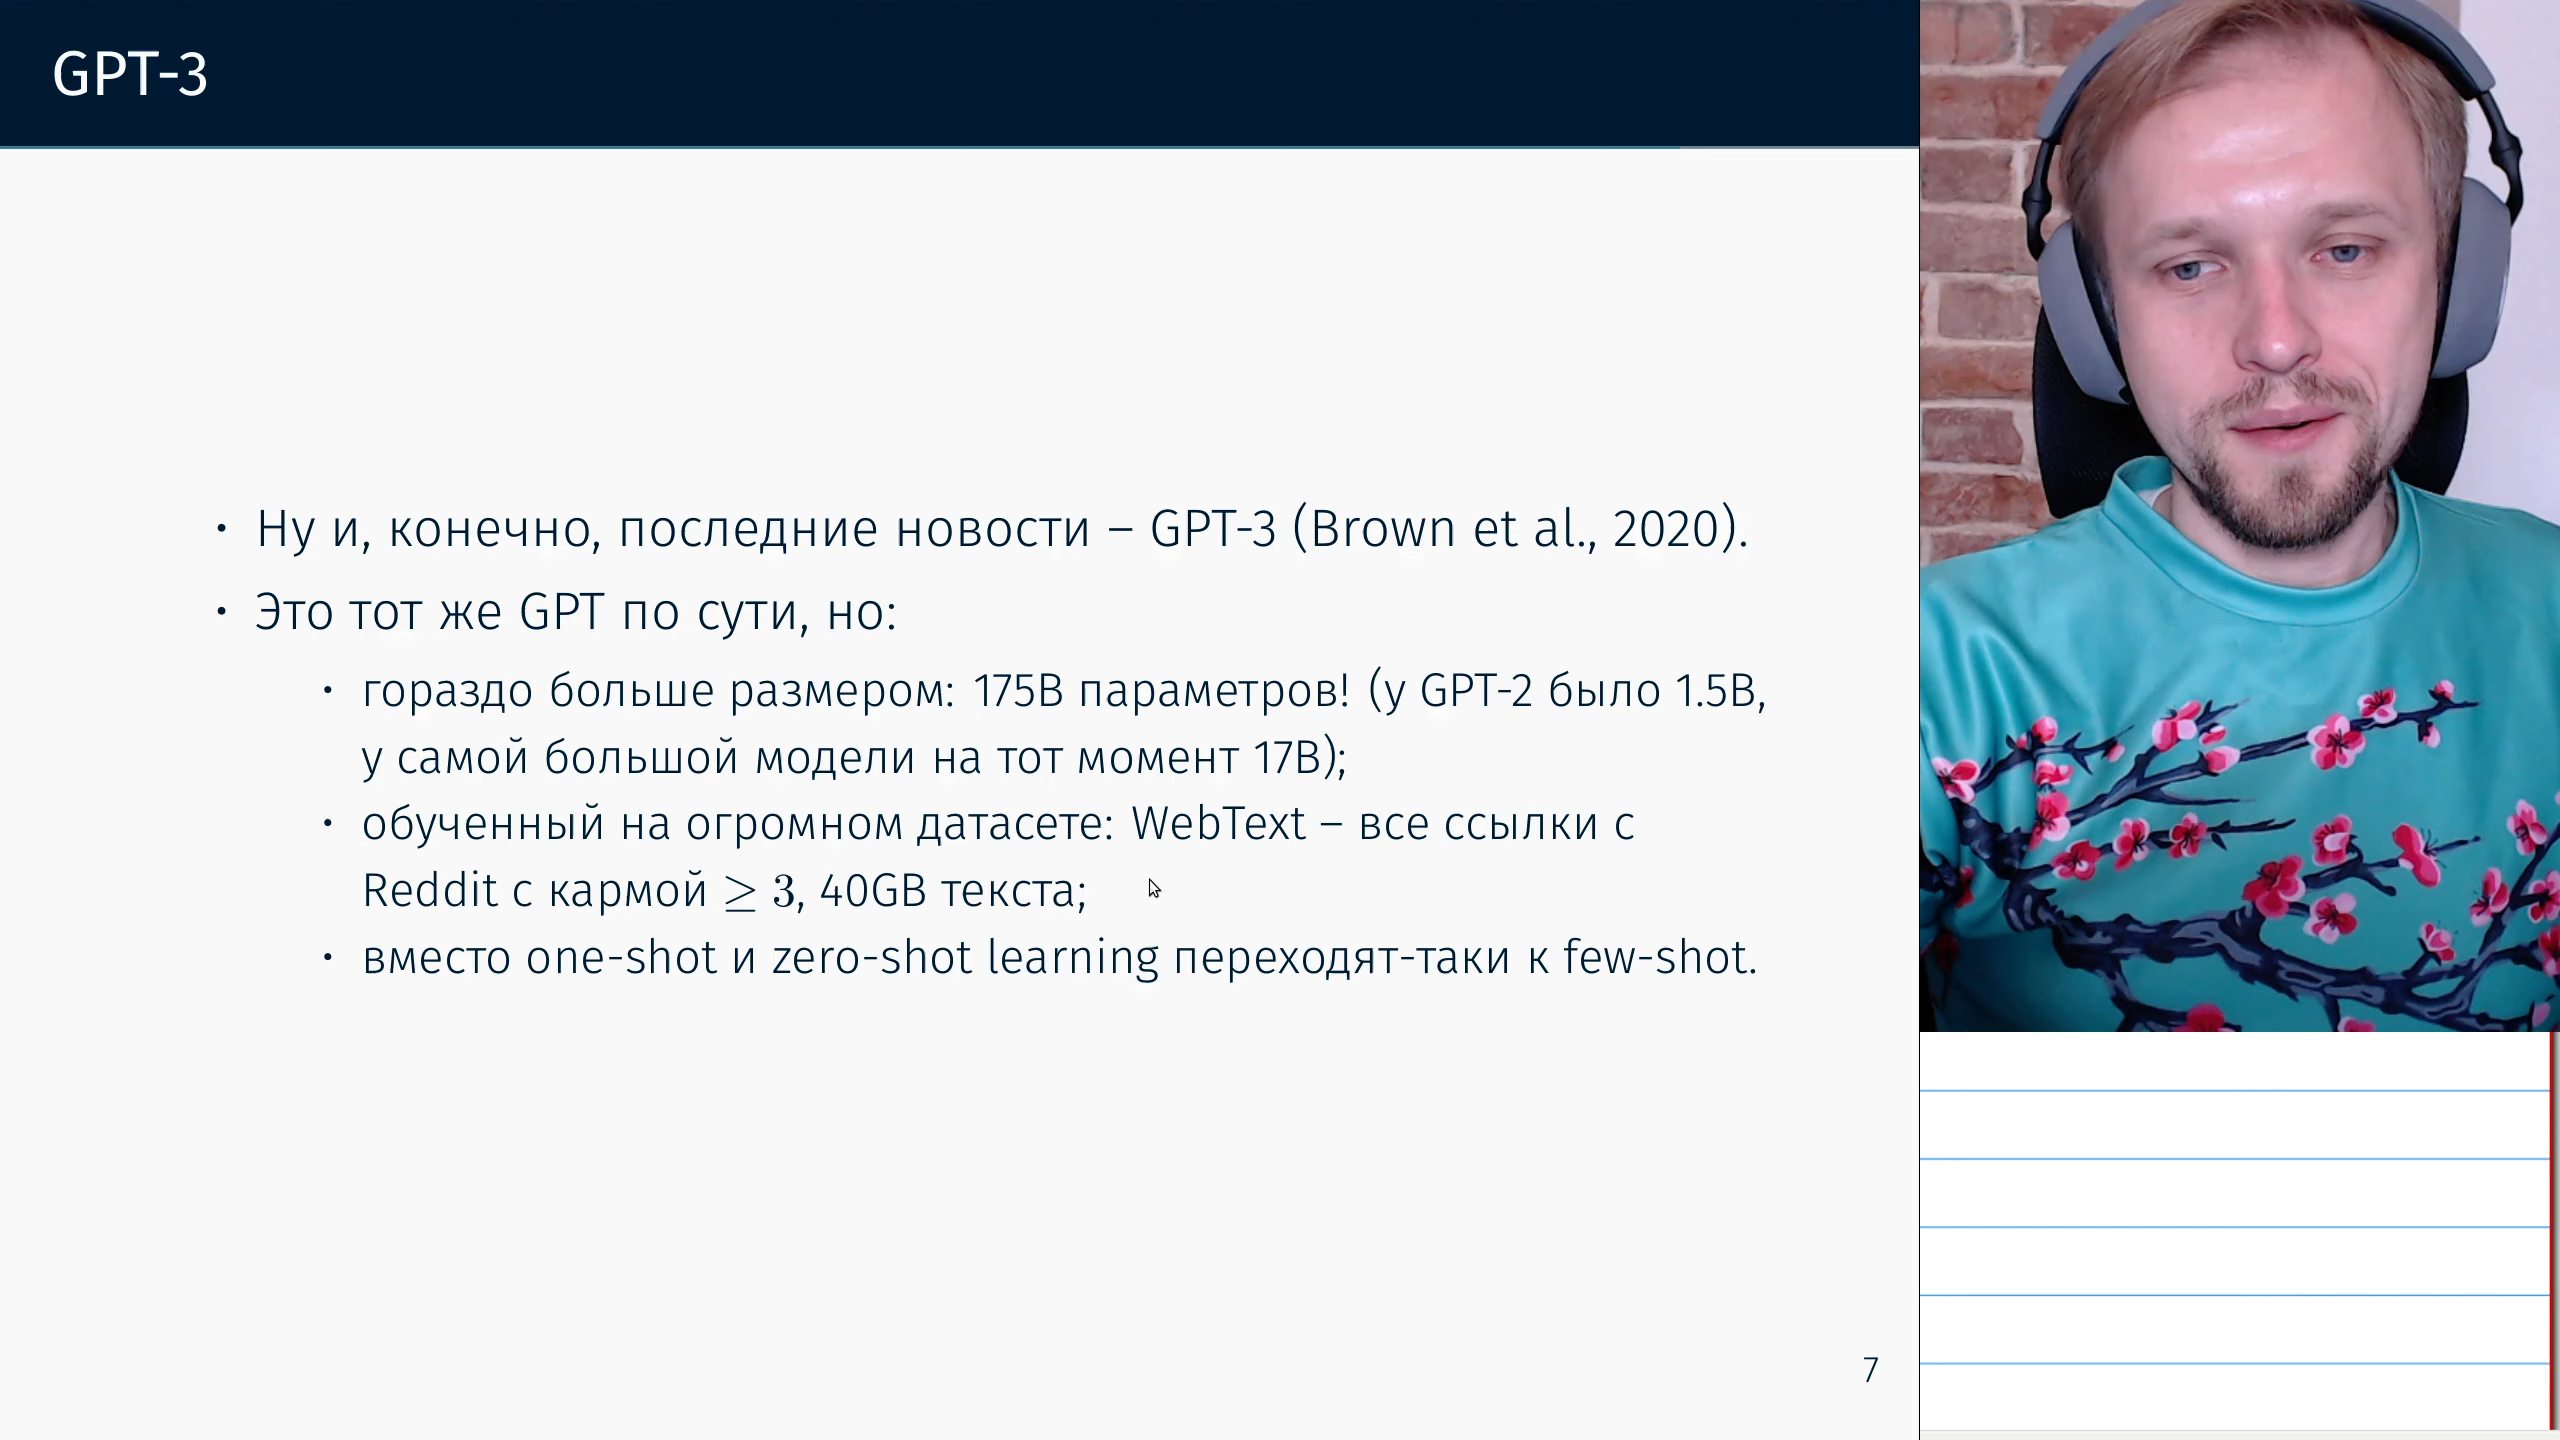 GPT-3
• Ну и, конечно, последние новости – GPT-3 (Brown et al., 2020).
• Это тот же GPT по сути, но:
• гораздо больше размером: 175B параметров! (у GPT-2 было 1.5B,
у самой большой модели на тот момент 17B);
• обученный на огромном датасете: WebText – все ссылки с
Reddit с кармой ≥ 3, 40GB текста;
• вместо one-shot и zero-shot learning переходят-таки к few-shot.
7